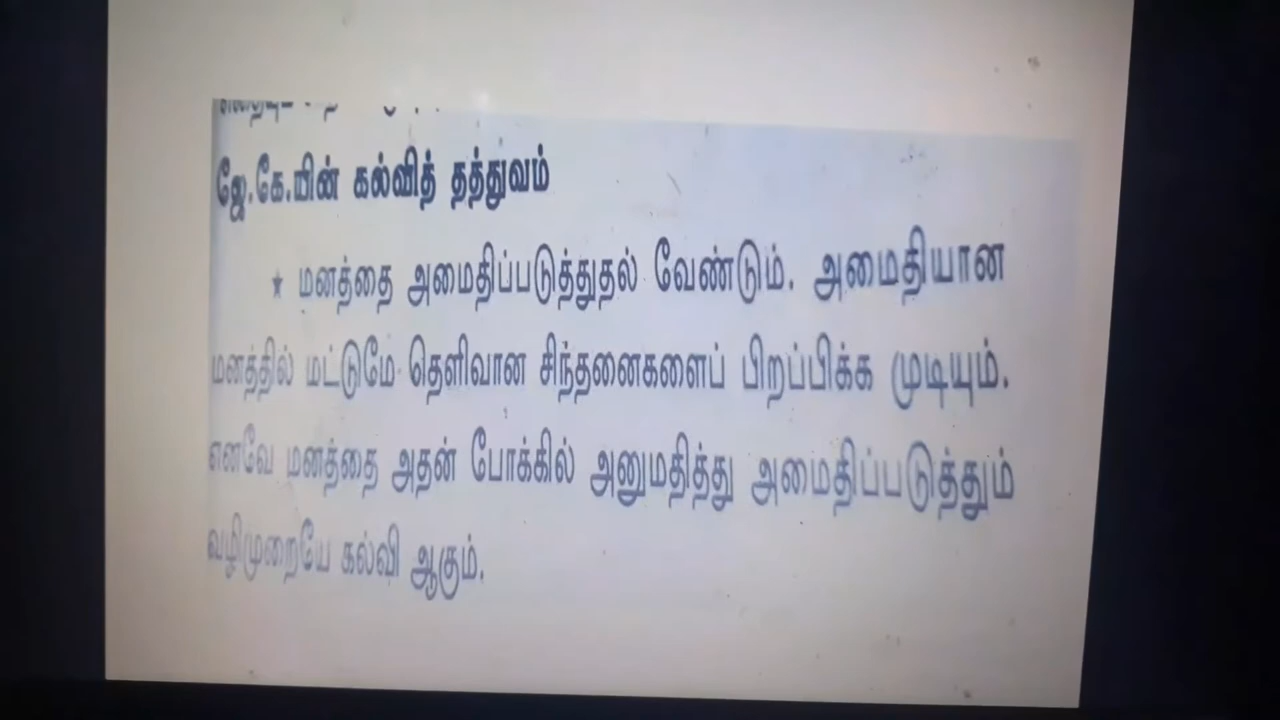 ஜே.கே.யின் கல்வித் தத்துவம்
★ மனத்தை அமைதிப்படுத்துதல் வேண்டும். அமைதியான
மனத்தில் மட்டுமே தெளிவான சிந்தனைகளைப் பிறப்பிக்க முடியும்.
எனவே மனத்தை அதன் போக்கில் அனுமதித்து அமைதிப்படுத்தும்
வழிமுறையே கல்வி ஆகும்.